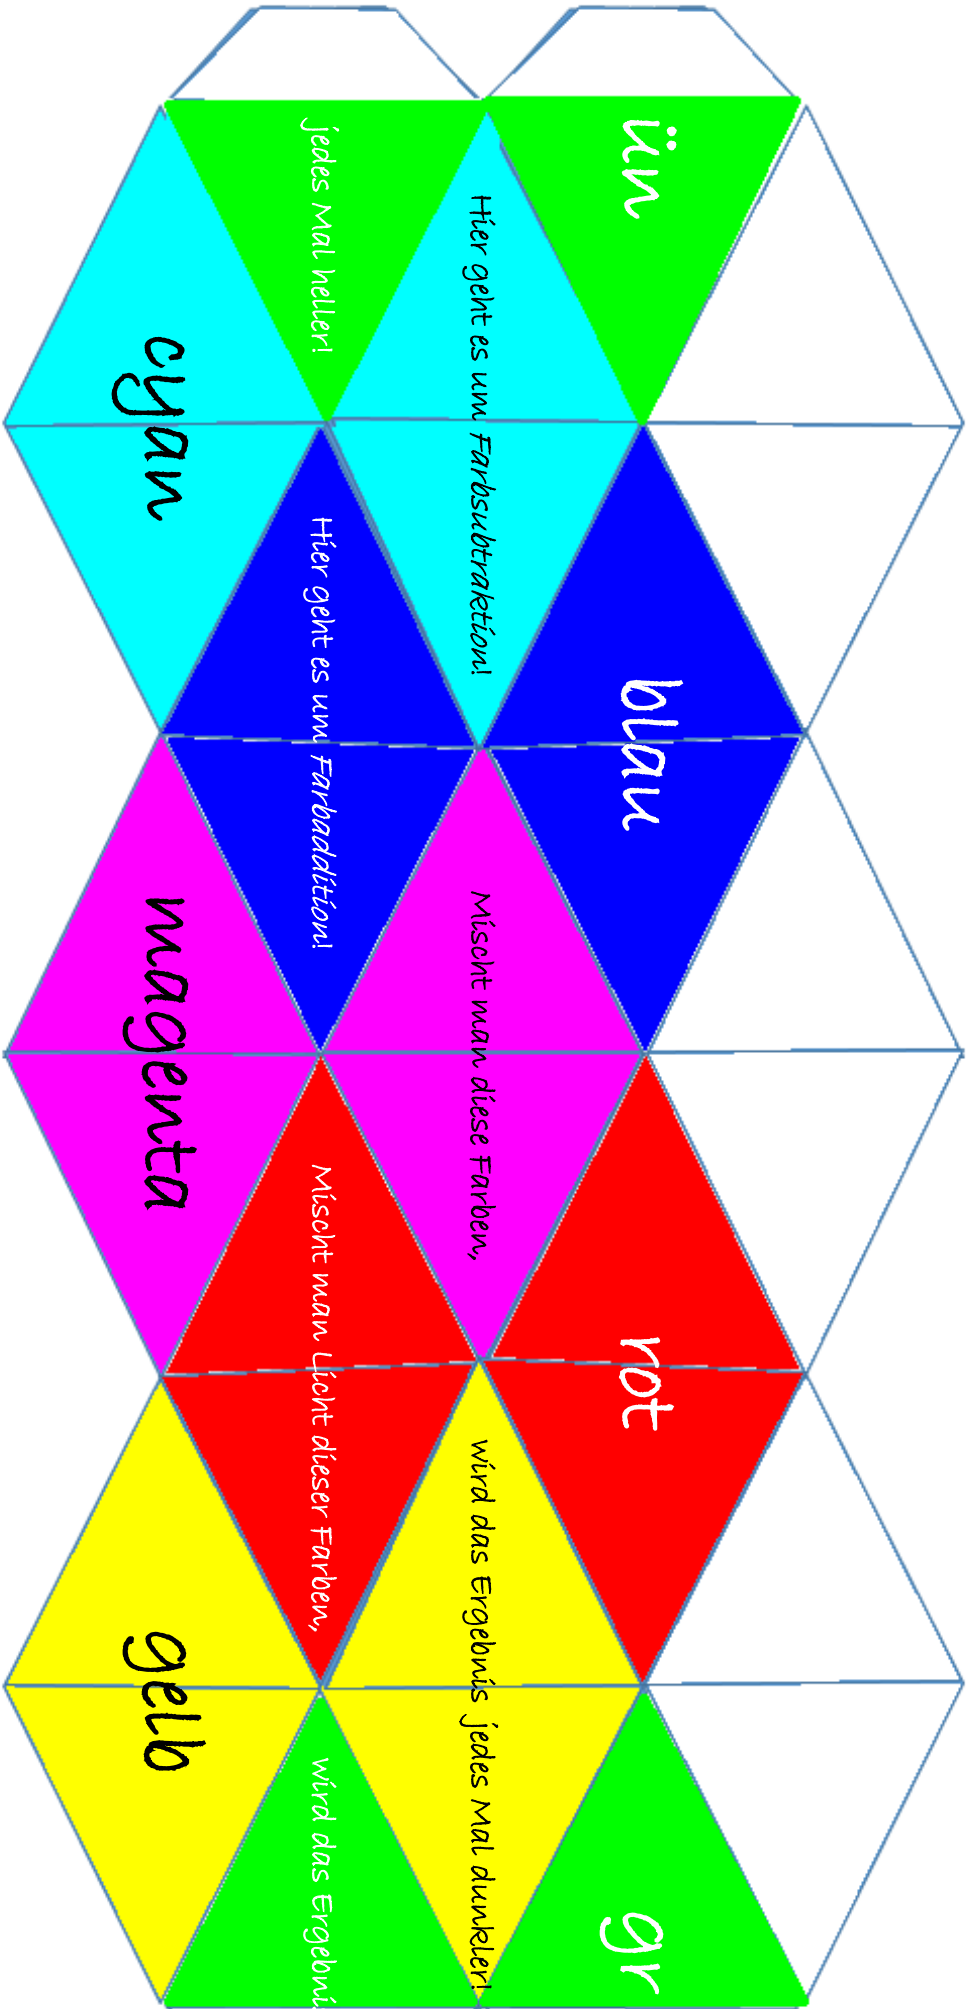 ün
blau
rot
gr
Hier geht es um Farbsubtraktion!
Mischt man diese Farben,
wird das Ergebnis jedes Mal dunkler!
jedes Mal heller!
Hier geht es um Farbaddition!
Mischt man Licht dieser Farben,
wird das Ergebni
cyan
magenta
gelb